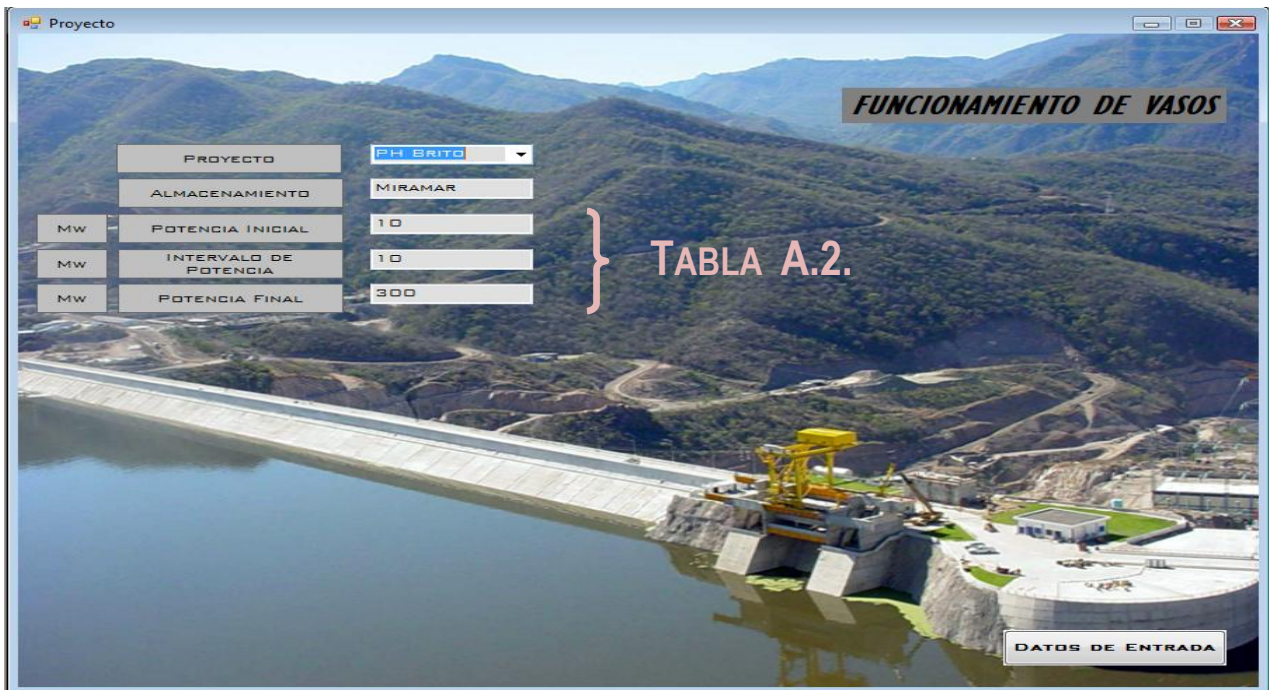 Proyecto
FUNCIONAMIENTO DE VASOS
PROYECTO
PH BRITO
ALMACENAMIENTO
MIRAMAR
MW
POTENCIA INICIAL
10
MW
INTERVALO DE
POTENCIA
10
MW
POTENCIA FINAL
300
TABLA A.2.
DATOS DE ENTRADA